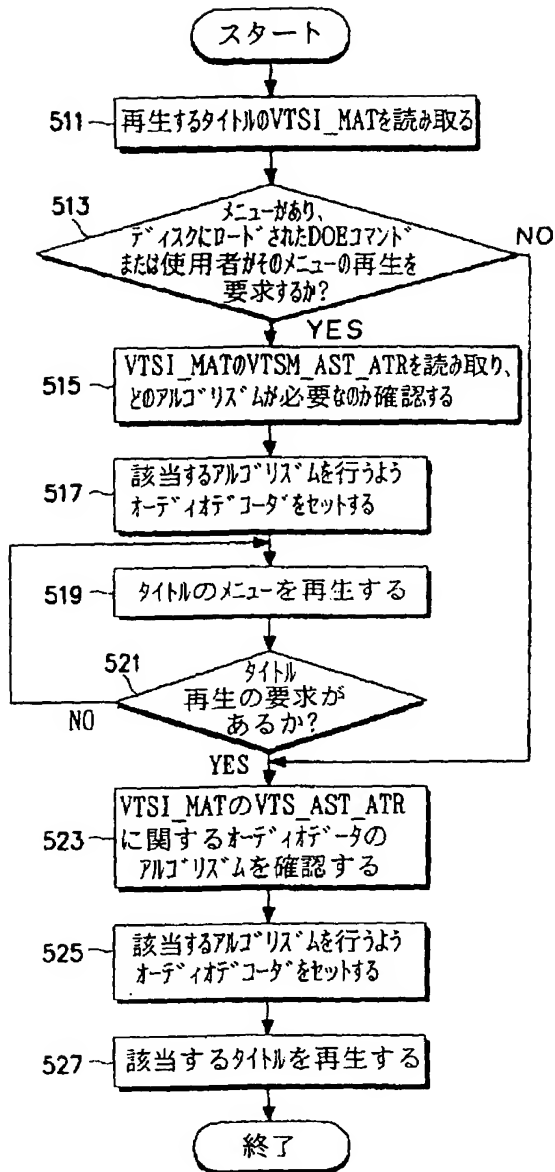 スタート
511
再生するタイトルのVTSI_MATを読み取る
513
メニューがあり、
ディスクにロードされたDOEコマンド
または使用者がそのメニューの再生を
要求するか?
NO
YES
515
VTSI_MATのVTSM_AST_ATRを読み取り、
どのアルゴリズムが必要なのか確認する
517
該当するアルゴリズムを行うよう
オーディオデコーダをセットする
519
タイトルのメニューを再生する
521
タイトル
再生の要求が
あるか?
NO
YES
523
VTSI_MATのVTS_AST_ATR
に関するオーディオデータの
アルゴリズムを確認する
525
該当するアルゴリズムを行うよう
オーディオデコーダをセットする
527
該当するタイトルを再生する
終了